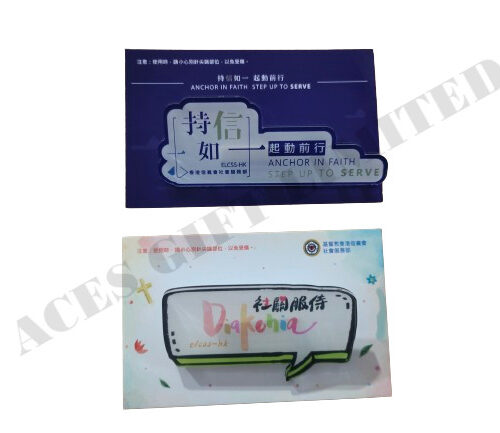 注意：使用時，請小心別針尖端部位，以免受傷。
持信如一 起動前行
ANCHOR IN FAITH STEP UP TO SERVE
持信
如一
起動前行
ELCSS-HK
香港信義會社會服務部
ANCHOR IN FAITH
STEP UP TO SERVE
注意：使用時，請小心別針尖端部位，以免受傷。
基督教香港信義會
社會服務部
社關服侍
Diakonia
elcss-hk
ACES GIFT LIMITED